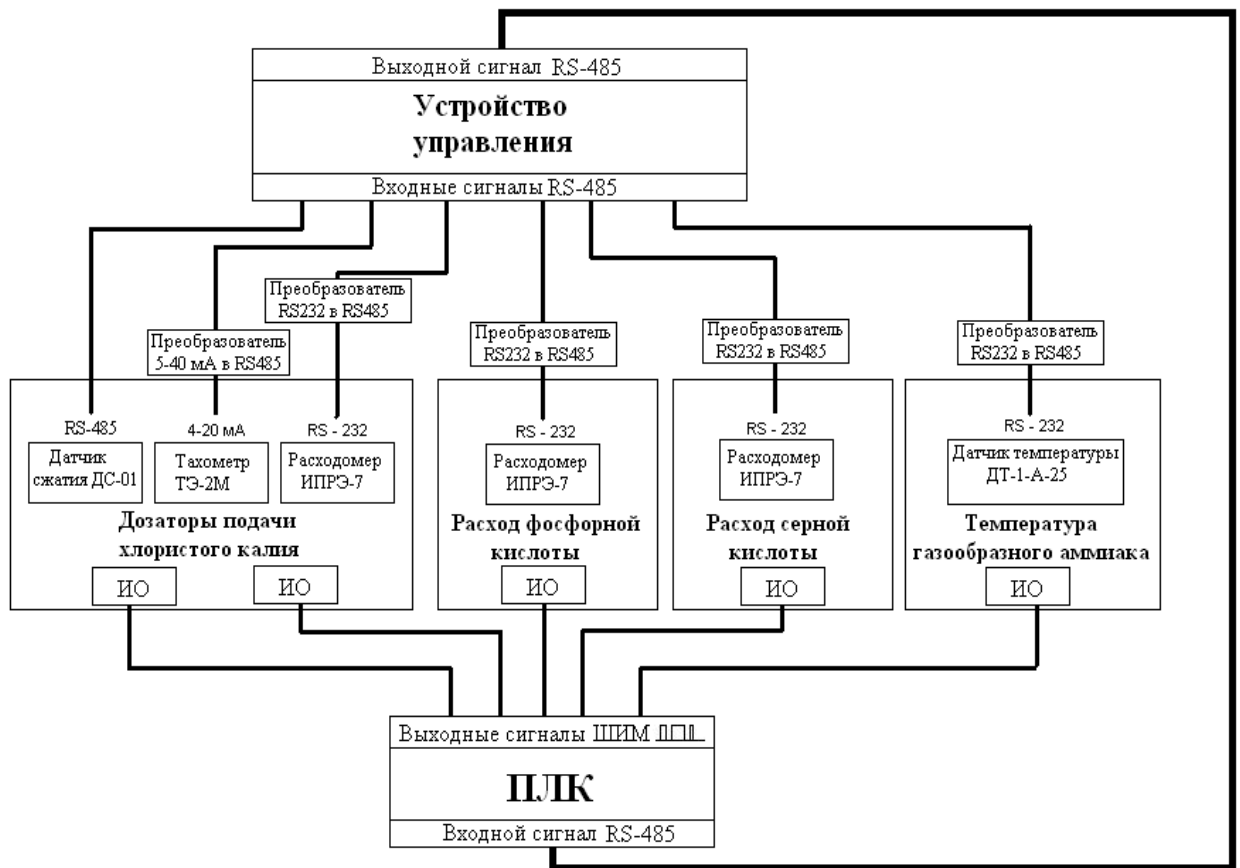 Выходной сигнал RS-485
Устройство
управления
Входные сигналы RS-485
Преобразователь
RS232 в RS485
Преобразователь
5-40 мА в RS485
Преобразователь
RS232 в RS485
Преобразователь
RS232 в RS485
Преобразователь
RS232 в RS485
RS-485
Датчик
сжатия ДС-01
4-20 мА
Тахометр
ТЭ-2М
RS - 232
Расходомер
ИПРЭ-7
Дозаторы подачи
хлористого калия
ИО
ИО
RS - 232
Расходомер
ИПРЭ-7
Расход фосфорной
кислоты
ИО
RS - 232
Расходомер
ИПРЭ-7
Расход серной
кислоты
ИО
RS - 232
Датчик температуры
ДТ-1-А-25
Температура
газообразного аммиака
ИО
Выходные сигналы ШИМ
ПЛК
Входной сигнал RS-485